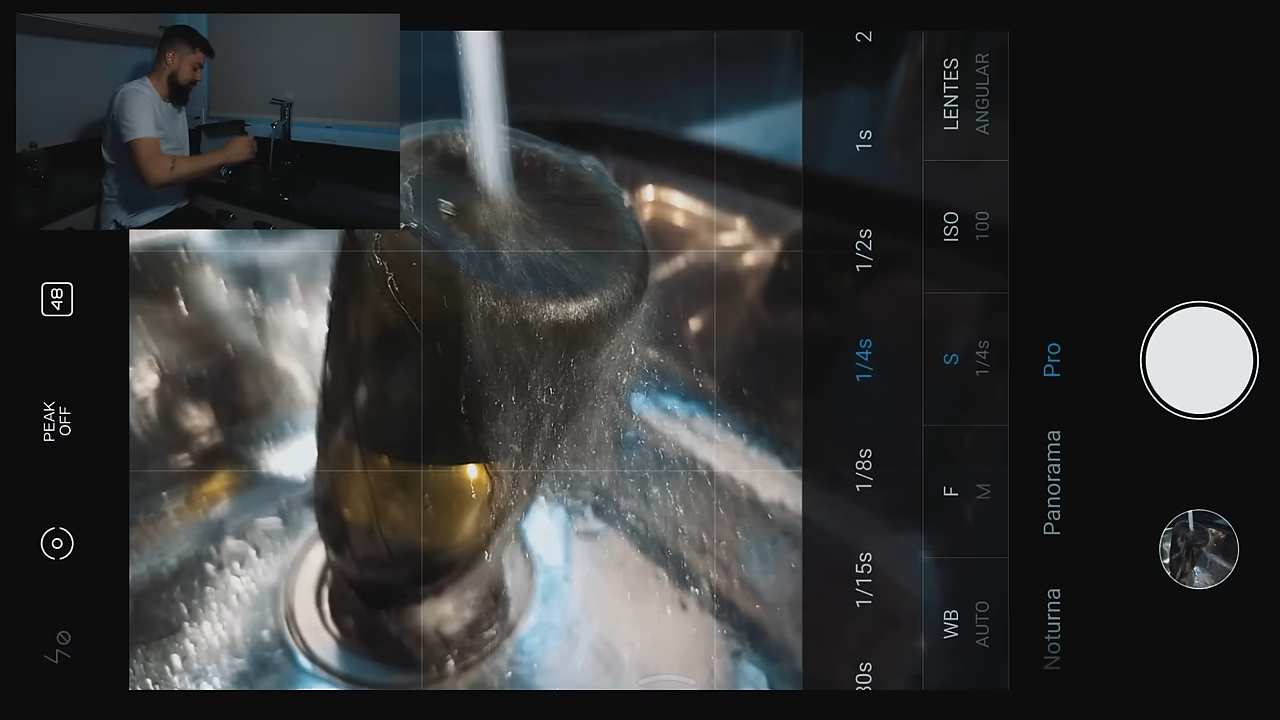 48
PEAK
OFF
2
1s
1/2s
1/4s
1/8s
1/15s
30s
LENTES
ANGULAR
ISO
100
S
1/4s
F
M
WB
AUTO
Pro
Panorama
Noturna